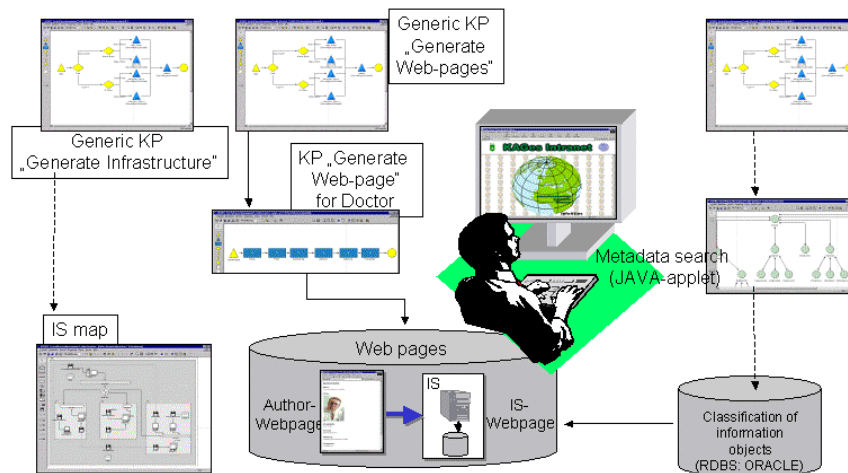 Generic KP
„Generate
Web-pages"
Generic KP
„Generate Infrastructure"
KP „Generate
Web-page"
for Doctor
KAGes Intranet
Metadata search
(JAVA-applet)
IS map
Web pages
Author-
Webpage
IS
IS-
Webpage
Classification of
information
objects
(RDBS: ORACLE)